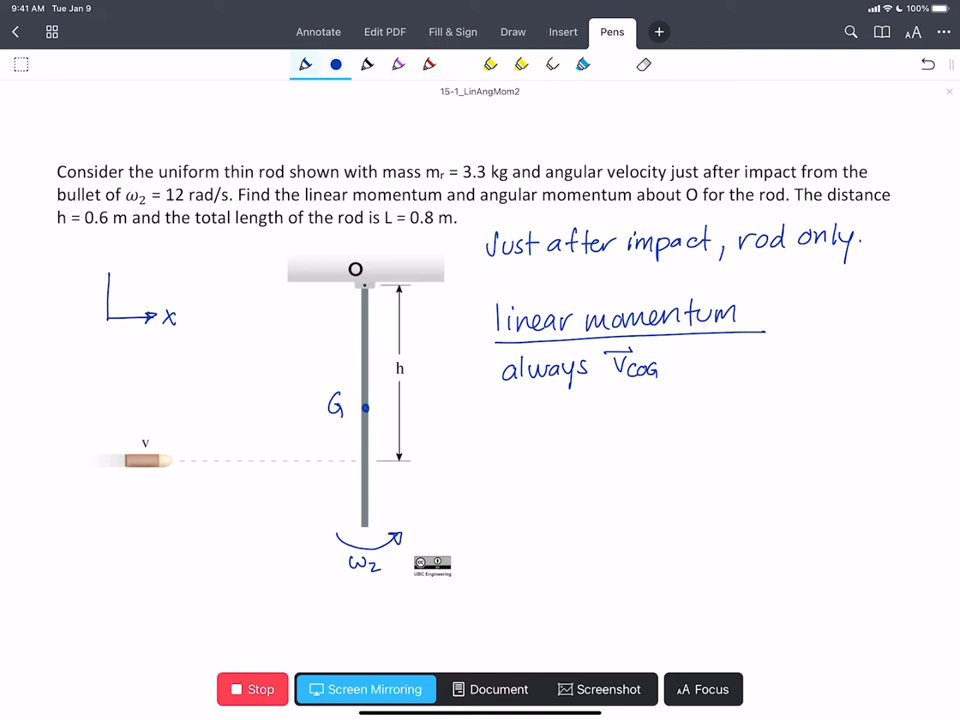 9:41 AM Tue Jan 9
100%
Annotate Edit PDF Fill & Sign Draw Insert Pens
AA
15-1_LinAngMom2
Consider the uniform thin rod shown with mass mᵣ = 3.3 kg and angular velocity just after impact from the
bullet of ω₂ = 12 rad/s. Find the linear momentum and angular momentum about O for the rod. The distance
h = 0.6 m and the total length of the rod is L = 0.8 m.
Just after impact, rod only.
O
x
linear momentum
h
always v⃗COG
G
v
ω₂
UBC Engineering
Stop Screen Mirroring Document Screenshot AA Focus